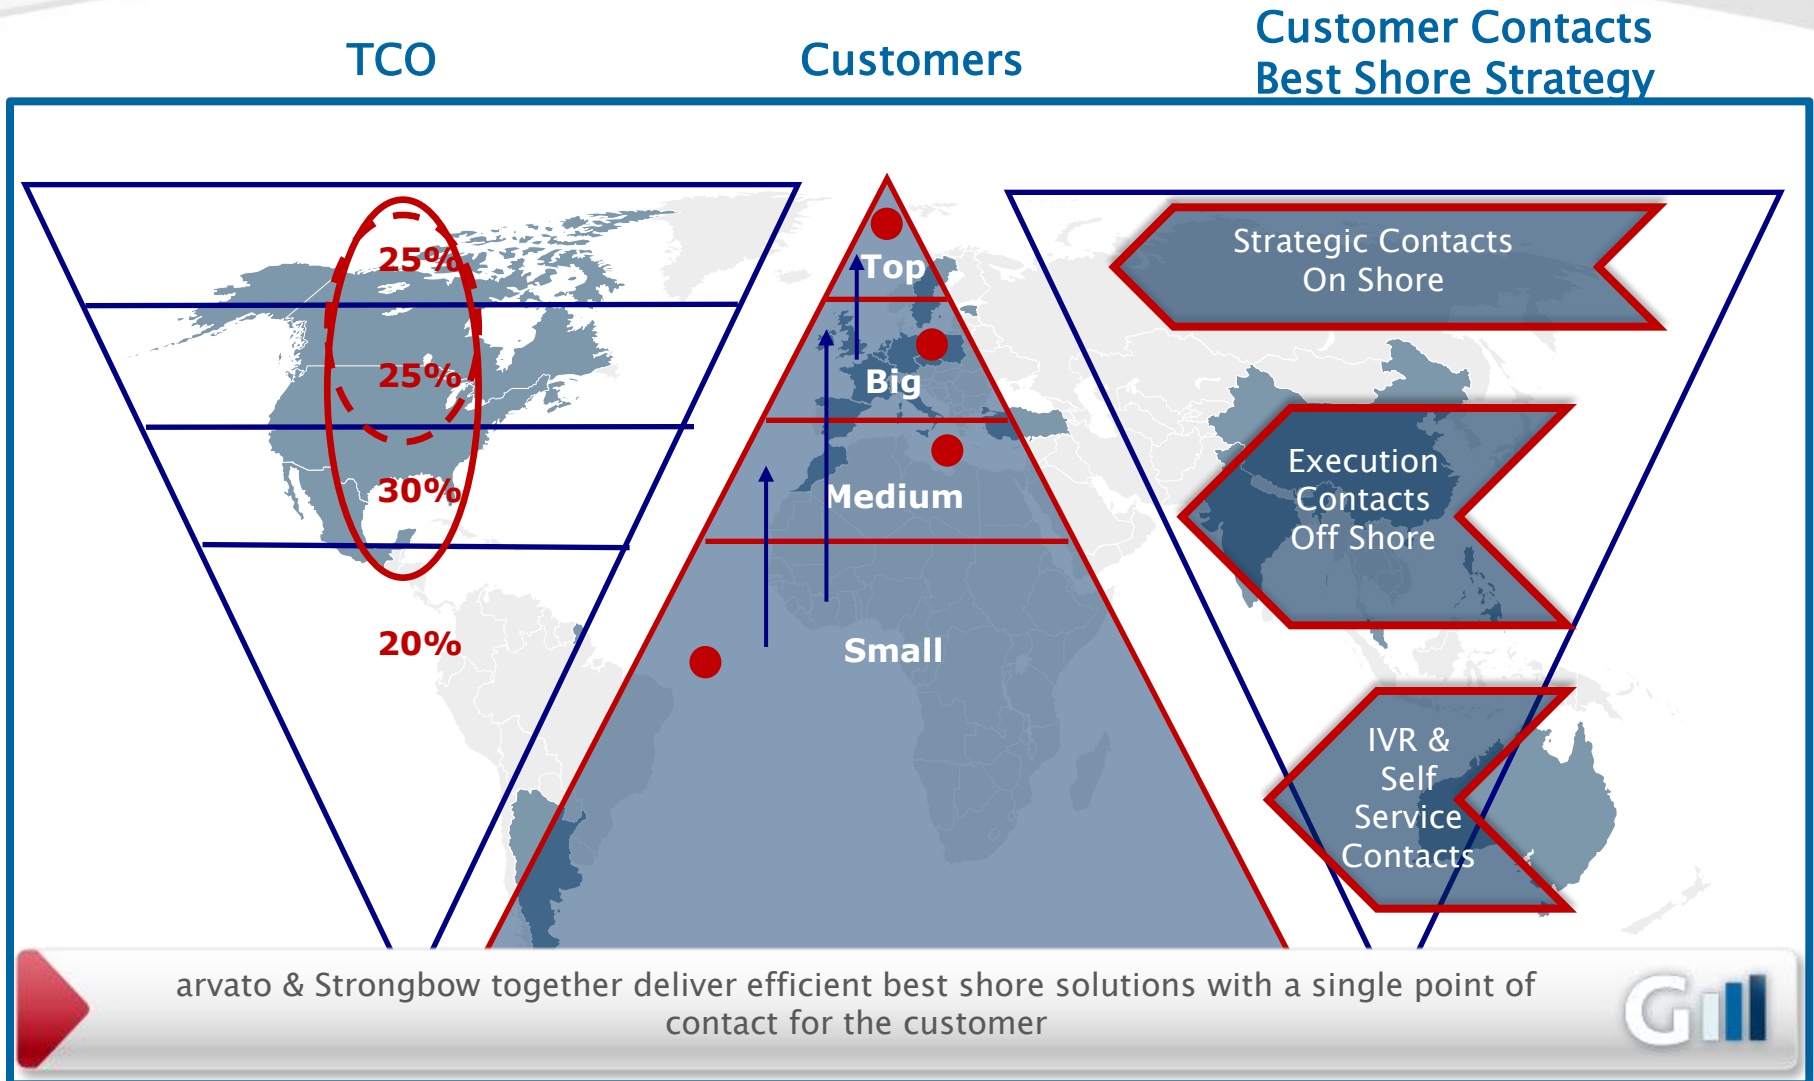 TCO
Customers
Customer Contacts
Best Shore Strategy
25%
25%
30%
20%
Top
Big
Medium
Small
Strategic Contacts
On Shore
Execution
Contacts
Off Shore
IVR &
Self
Service
Contacts
arvato & Strongbow together deliver efficient best shore solutions with a single point of
contact for the customer
G